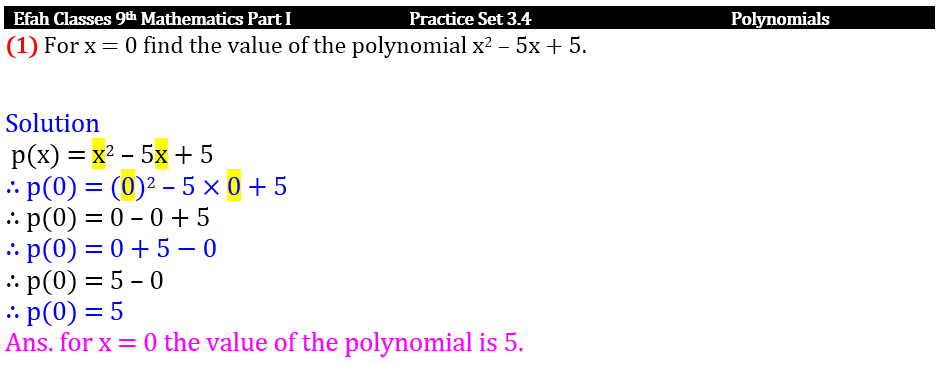 Efah Classes 9th Mathematics Part I Practice Set 3.4 Polynomials
(1) For x = 0 find the value of the polynomial x² – 5x + 5.
Solution
p(x) = x² – 5x + 5
∴ p(0) = (0)² – 5 × 0 + 5
∴ p(0) = 0 – 0 + 5
∴ p(0) = 0 + 5 − 0
∴ p(0) = 5 – 0
∴ p(0) = 5
Ans. for x = 0 the value of the polynomial is 5.